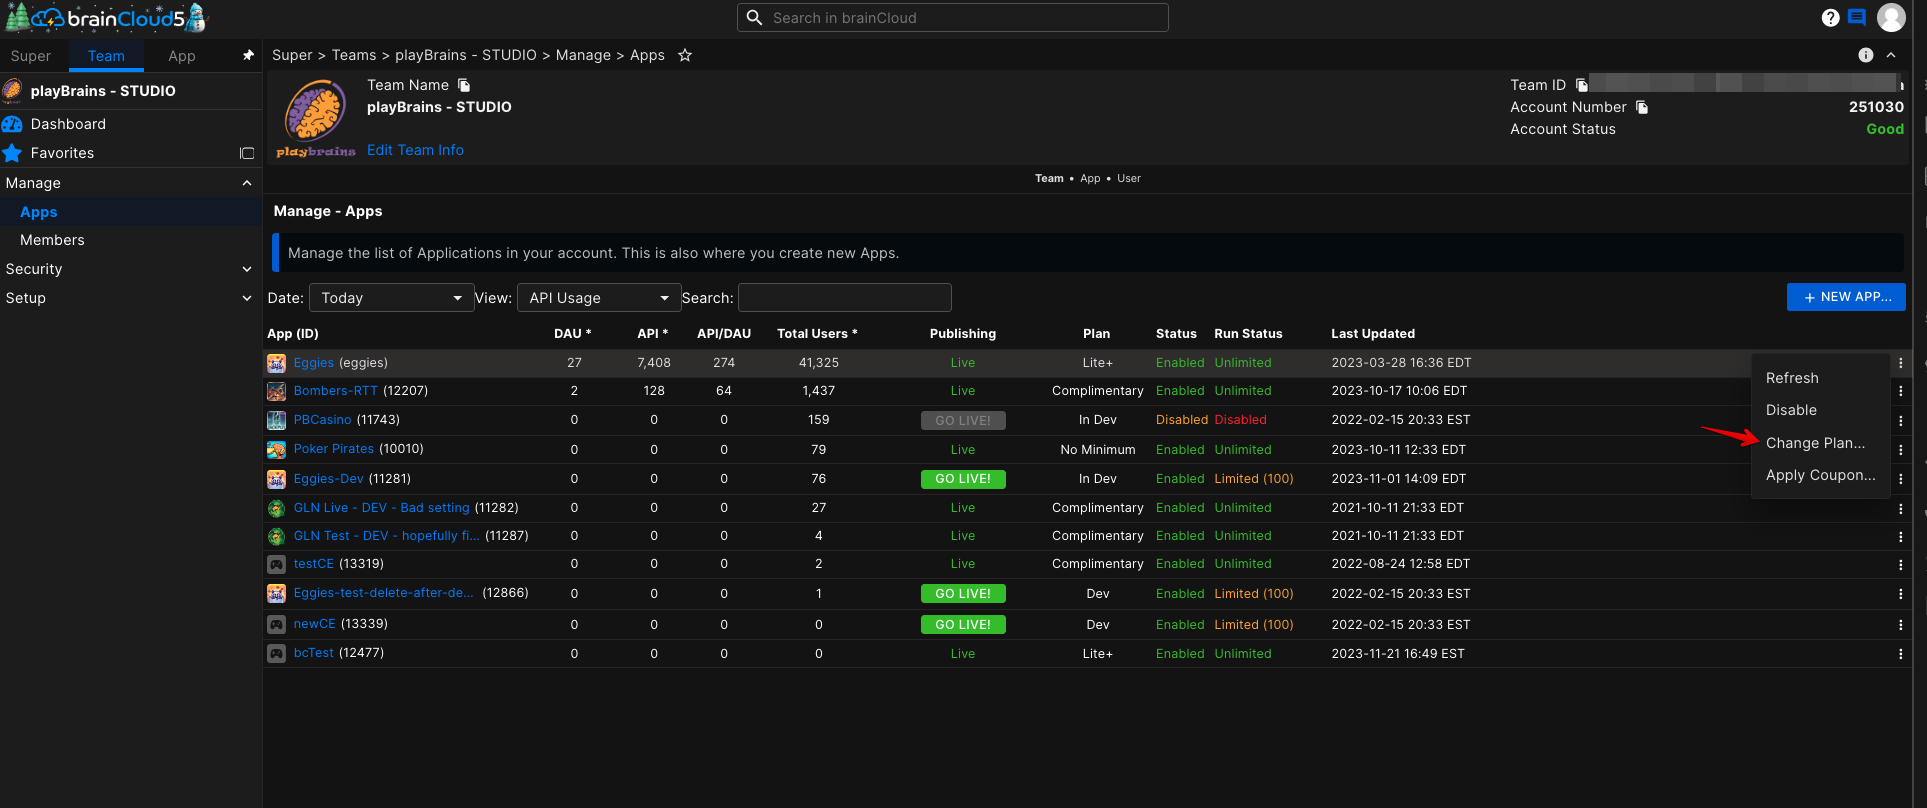 brainCloud5
Search in brainCloud
?
Super Team App
Super > Teams > playBrains - STUDIO > Manage > Apps
playBrains - STUDIO
Dashboard
Favorites
Manage
Apps
Members
Security
Setup
playbrains
Team Name
playBrains - STUDIO
Edit Team Info
Team ID
Account Number 251030
Account Status Good
Team • App • User
Manage - Apps
Manage the list of Applications in your account. This is also where you create new Apps.
Date: Today View: API Usage Search:
+ NEW APP...
App (ID) DAU * API * API/DAU Total Users * Publishing Plan Status Run Status Last Updated
Eggies (eggies) 27 7,408 274 41,325 Live Lite+ Enabled Unlimited 2023-03-28 16:36 EDT
Bombers-RTT (12207) 2 128 64 1,437 Live Complimentary Enabled Unlimited 2023-10-17 10:06 EDT
PBCasino (11743) 0 0 0 159 GO LIVE! In Dev Disabled Disabled 2022-02-15 20:33 EST
Poker Pirates (10010) 0 0 0 79 Live No Minimum Enabled Unlimited 2023-10-11 12:33 EDT
Eggies-Dev (11281) 0 0 0 76 GO LIVE! In Dev Enabled Limited (100) 2023-11-01 14:09 EDT
GLN Live - DEV - Bad setting (11282) 0 0 0 27 Live Complimentary Enabled Unlimited 2021-10-11 21:33 EDT
GLN Test - DEV - hopefully fi... (11287) 0 0 0 4 Live Complimentary Enabled Unlimited 2021-10-11 21:33 EDT
testCE (13319) 0 0 0 2 Live Complimentary Enabled Unlimited 2022-08-24 12:58 EDT
Eggies-test-delete-after-de... (12866) 0 0 0 1 GO LIVE! Dev Enabled Limited (100) 2022-02-15 20:33 EST
newCE (13339) 0 0 0 0 GO LIVE! Dev Enabled Limited (100) 2022-02-15 20:33 EST
bcTest (12477) 0 0 0 0 Live Lite+ Enabled Unlimited 2023-11-21 16:49 EST
Refresh
Disable
Change Plan...
Apply Coupon...